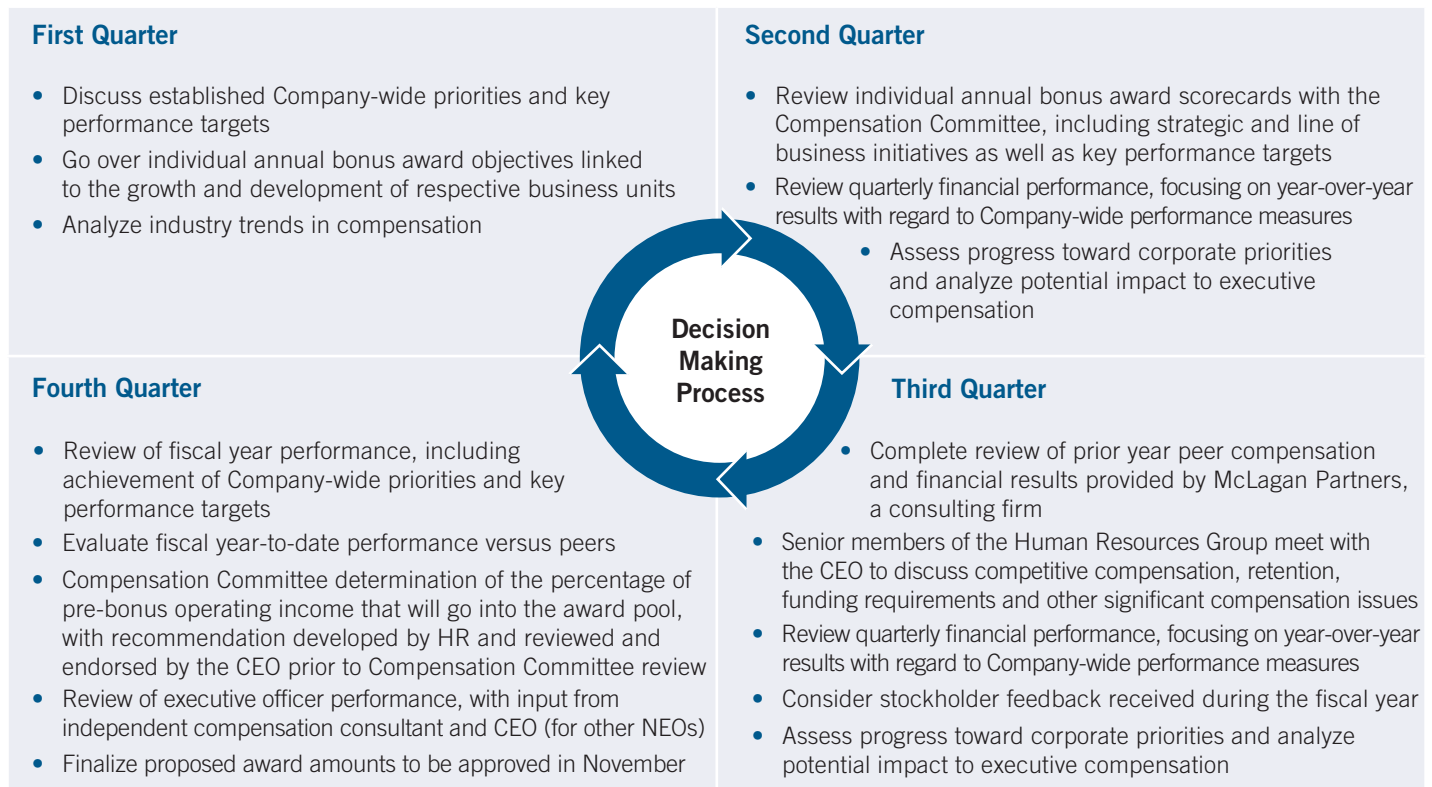 First Quarter
• Discuss established Company-wide priorities and key
performance targets
• Go over individual annual bonus award objectives linked
to the growth and development of respective business units
• Analyze industry trends in compensation
Second Quarter
• Review individual annual bonus award scorecards with the
Compensation Committee, including strategic and line of
business initiatives as well as key performance targets
• Review quarterly financial performance, focusing on year-over-year
results with regard to Company-wide performance measures
• Assess progress toward corporate priorities
and analyze potential impact to executive
compensation
Decision
Making
Process
Third Quarter
• Complete review of prior year peer compensation
and financial results provided by McLagan Partners,
a consulting firm
• Senior members of the Human Resources Group meet with
the CEO to discuss competitive compensation, retention,
funding requirements and other significant compensation issues
• Review quarterly financial performance, focusing on year-over-year
results with regard to Company-wide performance measures
• Consider stockholder feedback received during the fiscal year
• Assess progress toward corporate priorities and analyze
potential impact to executive compensation
Fourth Quarter
• Review of fiscal year performance, including
achievement of Company-wide priorities and key
performance targets
• Evaluate fiscal year-to-date performance versus peers
• Compensation Committee determination of the percentage of
pre-bonus operating income that will go into the award pool,
with recommendation developed by HR and reviewed and
endorsed by the CEO prior to Compensation Committee review
• Review of executive officer performance, with input from
independent compensation consultant and CEO (for other NEOs)
• Finalize proposed award amounts to be approved in November